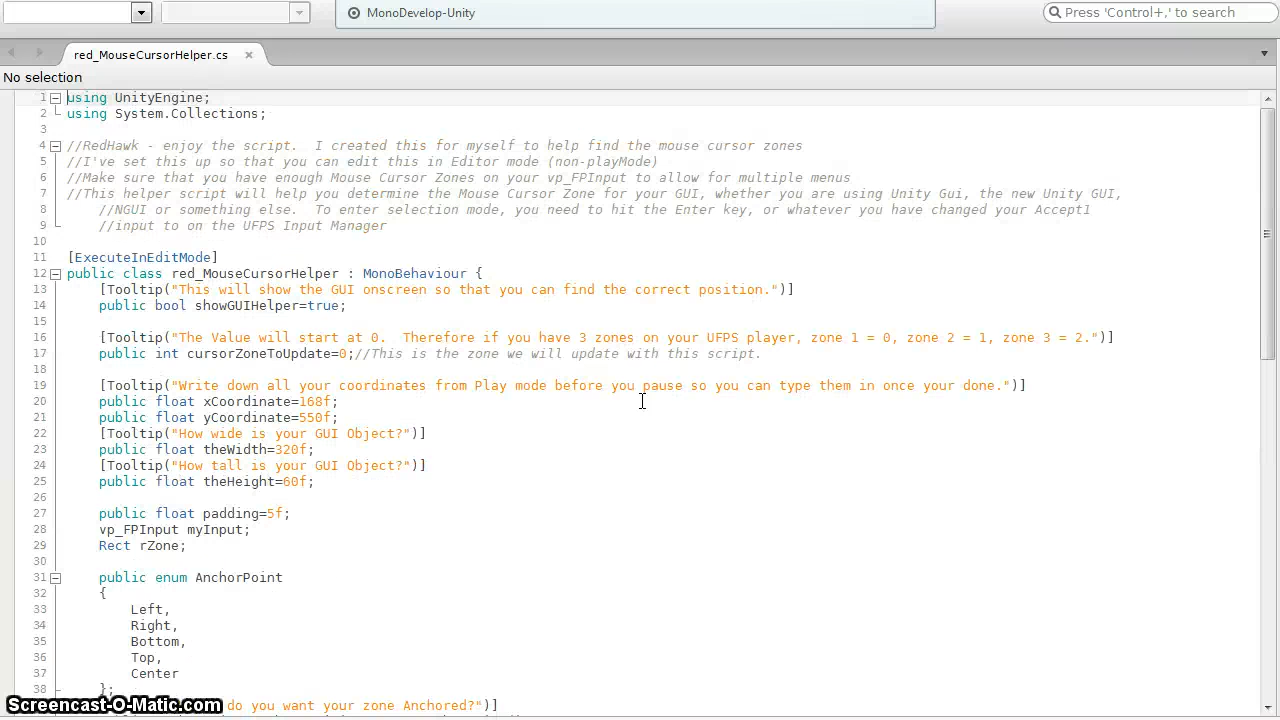 MonoDevelop-Unity
Press 'Control+,' to search
red_MouseCursorHelper.cs ×
No selection
1 using UnityEngine;
2 using System.Collections;
3
4 //RedHawk - enjoy the script.  I created this for myself to help find the mouse cursor zones
5 //I've set this up so that you can edit this in Editor mode (non-playMode)
6 //Make sure that you have enough Mouse Cursor Zones on your vp_FPInput to allow for multiple menus
7 //This helper script will help you determine the Mouse Cursor Zone for your GUI, whether you are using Unity Gui, the new Unity GUI,
8     //NGUI or something else.  To enter selection mode, you need to hit the Enter key, or whatever you have changed your Accept1
9     //input to on the UFPS Input Manager
10
11 [ExecuteInEditMode]
12 public class red_MouseCursorHelper : MonoBehaviour {
13     [Tooltip("This will show the GUI onscreen so that you can find the correct position.")]
14     public bool showGUIHelper=true;
15
16     [Tooltip("The Value will start at 0.  Therefore if you have 3 zones on your UFPS player, zone 1 = 0, zone 2 = 1, zone 3 = 2.")]
17     public int cursorZoneToUpdate=0;//This is the zone we will update with this script.
18
19     [Tooltip("Write down all your coordinates from Play mode before you pause so you can type them in once your done.")]
20     public float xCoordinate=168f;
21     public float yCoordinate=550f;
22     [Tooltip("How wide is your GUI Object?")]
23     public float theWidth=320f;
24     [Tooltip("How tall is your GUI Object?")]
25     public float theHeight=60f;
26
27     public float padding=5f;
28     vp_FPInput myInput;
29     Rect rZone;
30
31     public enum AnchorPoint
32     {
33         Left,
34         Right,
35         Bottom,
36         Top,
37         Center
38     };
do you want your zone Anchored?")]
Screencast-O-Matic.com